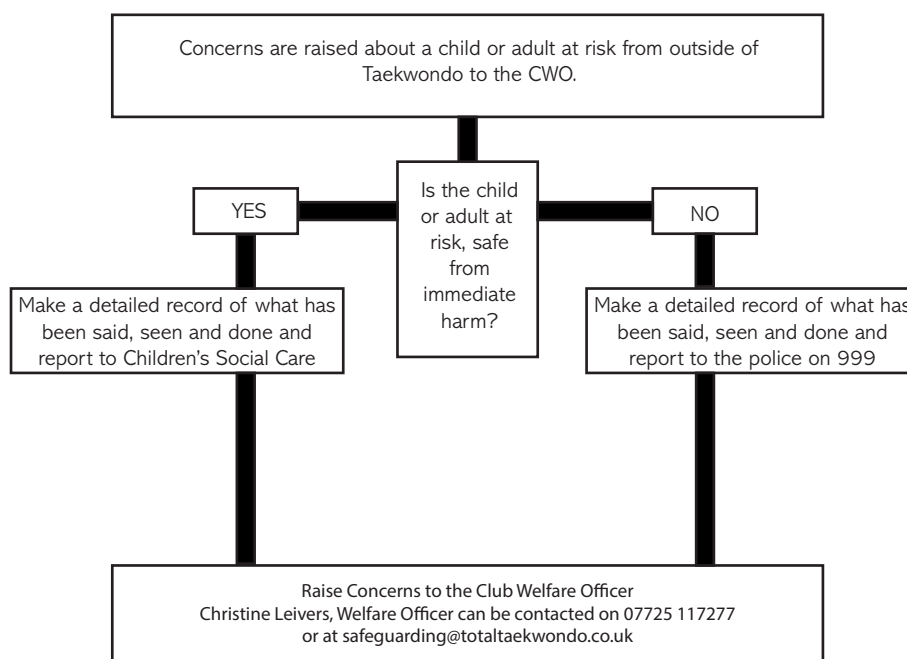 Concerns are raised about a child or adult at risk from outside of
Taekwondo to the CWO.
YES
Is the child
or adult at
risk, safe
from
immediate
harm?
NO
Make a detailed record of what has
been said, seen and done and
report to Children's Social Care
Make a detailed record of what has
been said, seen and done and
report to the police on 999
Raise Concerns to the Club Welfare Officer
Christine Leivers, Welfare Officer can be contacted on 07725 117277
or at safeguarding@totaltaekwondo.co.uk